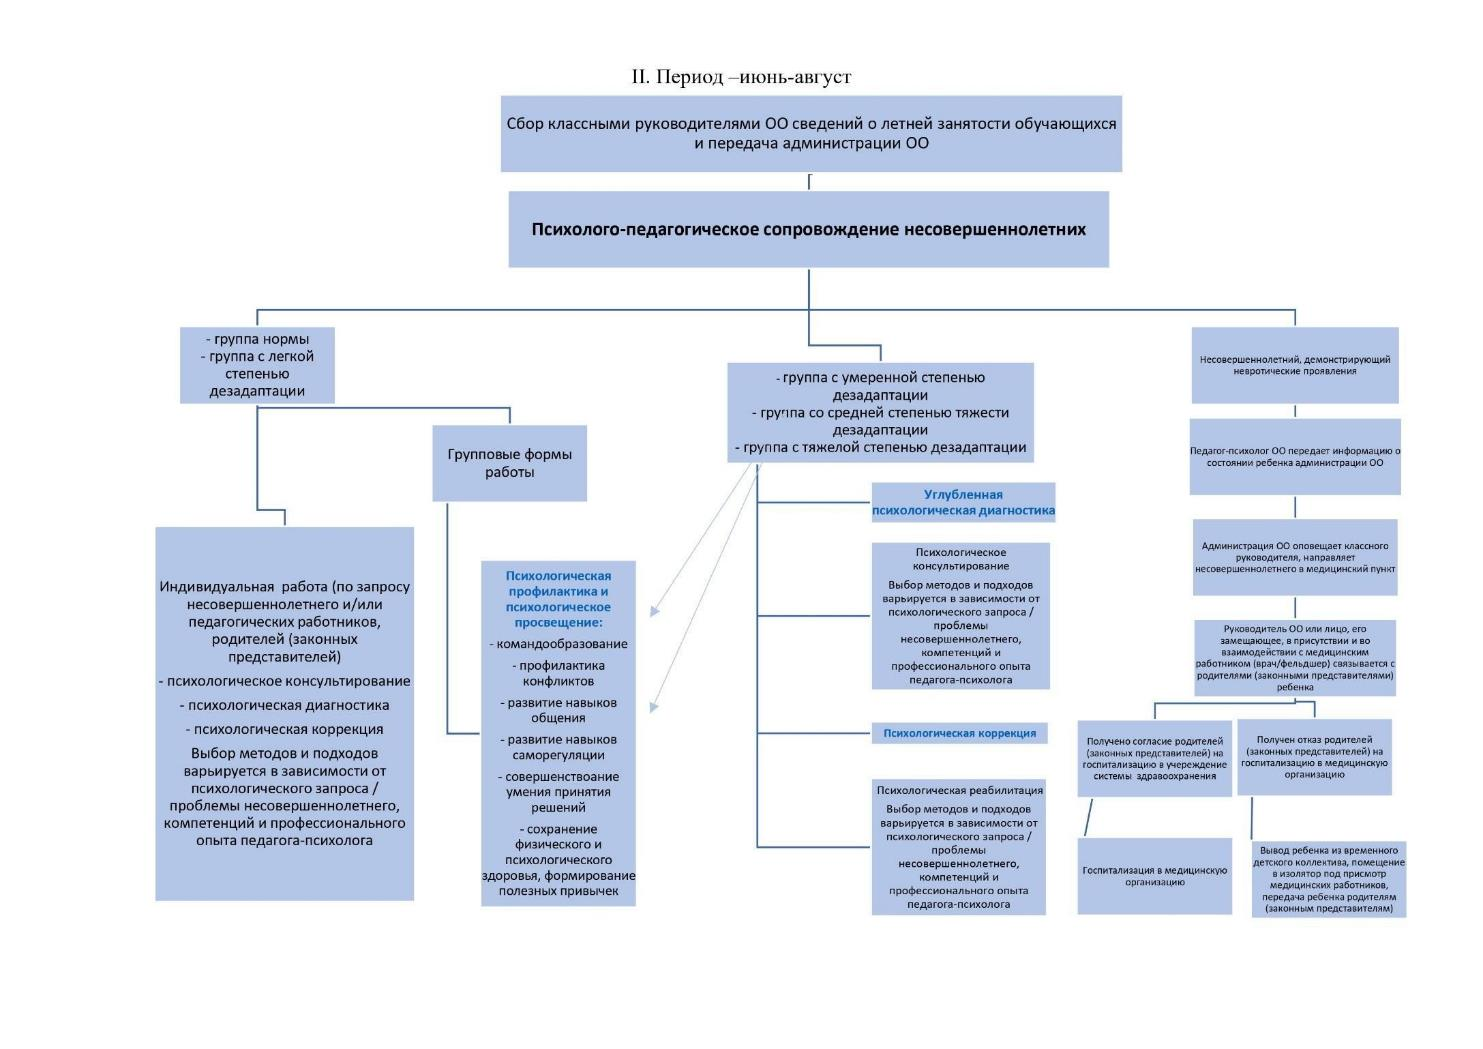 II. Период –июнь-август
Сбор классными руководителями ОО сведений о летней занятости обучающихся
и передача администрации ОО
Психолого-педагогическое сопровождение несовершеннолетних
- группа нормы
- группа с легкой
степенью
дезадаптации
Групповые формы
работы
Индивидуальная работа (по запросу
несовершеннолетнего и/или
педагогических работников,
родителей (законных
представителей)
- психологическое консультирование
- психологическая диагностика
- психологическая коррекция
Выбор методов и подходов
варьируется в зависимости от
психологического запроса /
проблемы несовершеннолетнего,
компетенций и профессионального
опыта педагога-психолога
Психологическая
профилактика и
психологическое
просвещение:
- командообразование
- профилактика
конфликтов
- развитие навыков
общения
- развитие навыков
саморегуляции
- совершенствоание
умения принятия
решений
- сохранение
физического и
психологического
здоровья, формирование
полезных привычек
- группа с умеренной степенью
дезадаптации
- группа со средней степенью тяжести
дезадаптации
- группа с тяжелой степенью дезадаптации
Углубленная
психологическая диагностика
Психологическое
консультирование
Выбор методов и подходов
варьируется в зависимости от
психологического запроса /
проблемы
несовершеннолетнего,
компетенций и
профессионального опыта
педагога-психолога
Психологическая коррекция
Психологическая реабилитация
Выбор методов и подходов
варьируется в зависимости от
психологического запроса /
проблемы
несовершеннолетнего,
компетенций и
профессионального опыта
педагога-психолога
Несовершеннолетний, демонстрирующий
невротические проявления
Педагог-психолог ОО передает информацию о
состоянии ребенка администрации ОО
Администрация ОО оповещает классного
руководителя, направляет
несовершеннолетнего в медицинский пункт
Руководитель ОО или лицо, его
замещающее, в присутствии и во
взаимодействии с медицинским
работником (врач/фельдшер) связывается с
родителями (законными представителями)
ребенка
Получено согласие родителей
(законных представителей) на
госпитализацию в учереждение
системы здравоохранения
Получен отказ родителей
(законных представителей) на
госпитализацию в медицинскую
организацию
Госпитализация в медицинскую
организацию
Вывод ребенка из временного
детского коллектива, помещение
в изолятор под присмотр
медицинских работников,
передача ребенка родителям
(законным представителям)